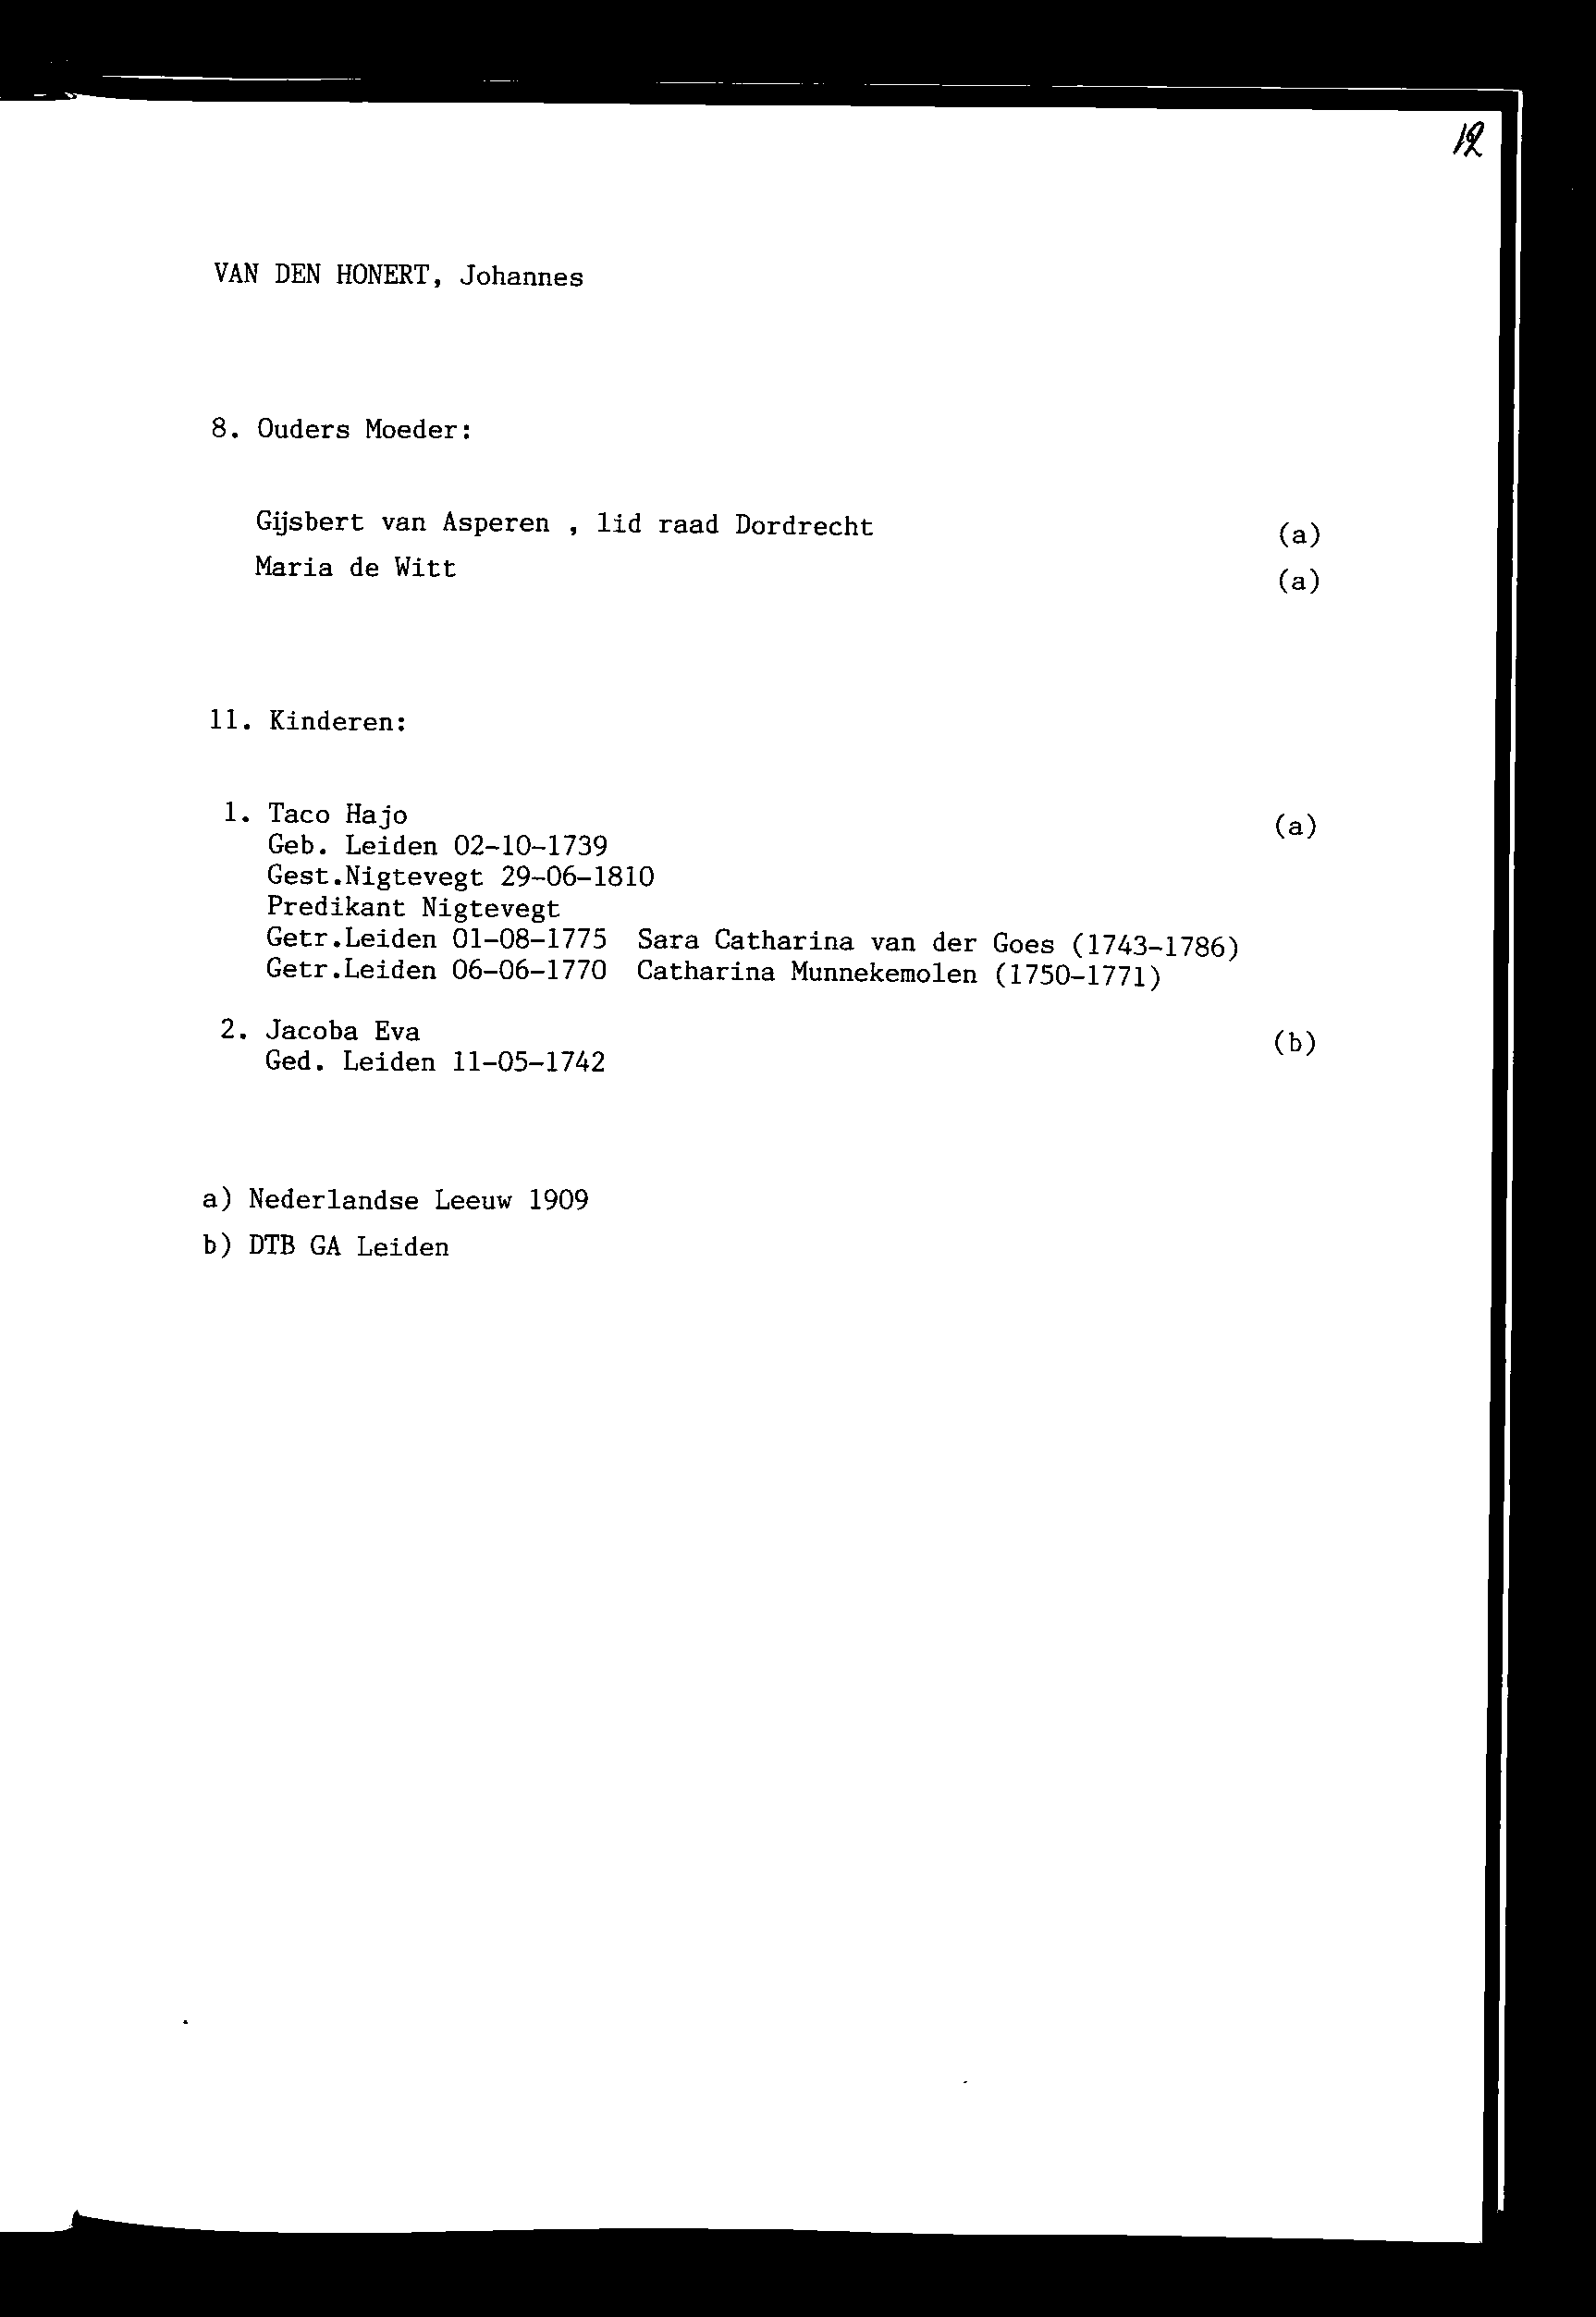 12
VAN DEN HONERT, Johannes
8. Ouders Moeder:
Gijsbert van Asperen , lid raad Dordrecht (a)
Maria de Witt (a)
11. Kinderen:
1. Taco Hajo (a)
Geb. Leiden 02-10-1739
Gest.Nigtevegt 29-06-1810
Predikant Nigtevegt
Getr.Leiden 01-08-1775 Sara Catharina van der Goes (1743-1786)
Getr.Leiden 06-06-1770 Catharina Munnekemolen (1750-1771)
2. Jacoba Eva (b)
Ged. Leiden 11-05-1742
a) Nederlandse Leeuw 1909
b) DTB GA Leiden